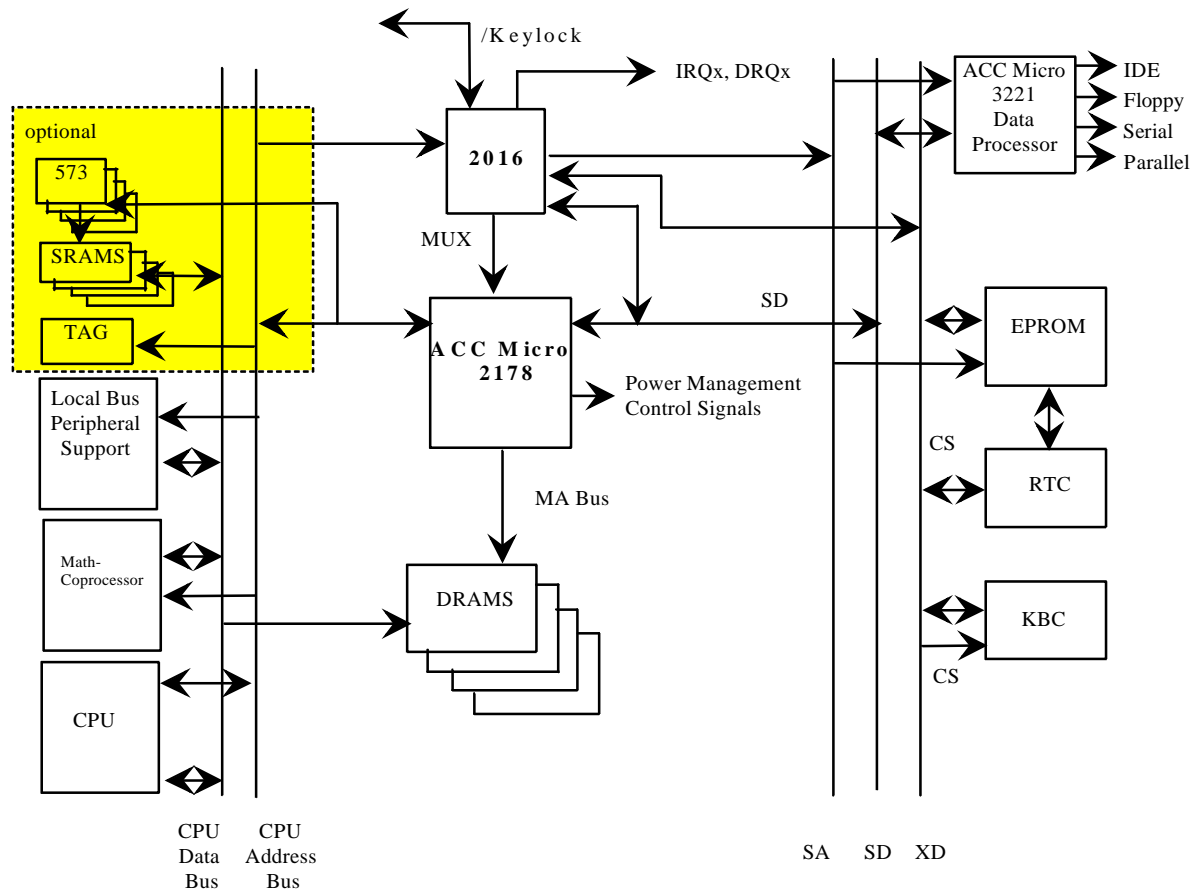 /Keylock
IRQx, DRQx
ACC Micro
3221
Data
Processor
IDE
Floppy
Serial
Parallel
optional
573
2016
SRAMS
MUX
TAG
SD
EPROM
ACC Micro
2178
Power Management
Control Signals
Local Bus
Peripheral
Support
CS
RTC
MA Bus
Math-
Coprocessor
DRAMS
KBC
CS
CPU
CPU
Data
Bus
CPU
Address
Bus
SA
SD
XD